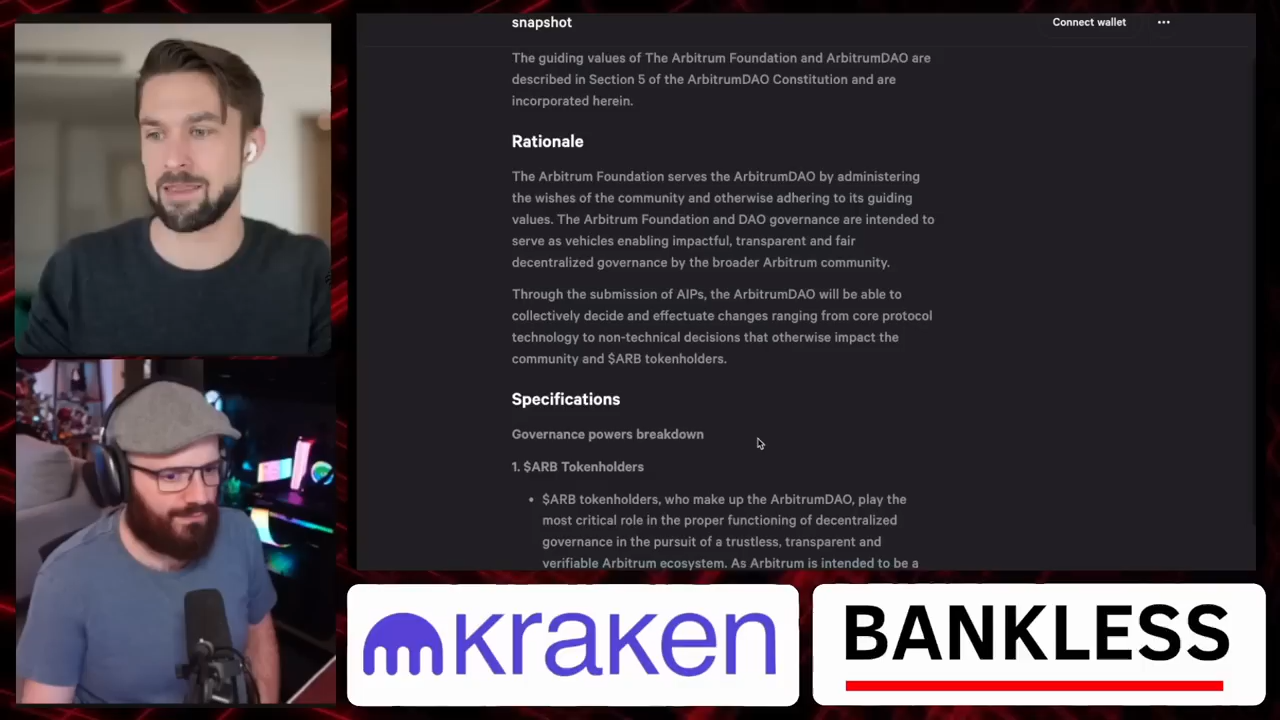 snapshot
Connect wallet
The guiding values of The Arbitrum Foundation and ArbitrumDAO are
described in Section 5 of the ArbitrumDAO Constitution and are
incorporated herein.
Rationale
The Arbitrum Foundation serves the ArbitrumDAO by administering
the wishes of the community and otherwise adhering to its guiding
values. The Arbitrum Foundation and DAO governance are intended to
serve as vehicles enabling impactful, transparent and fair
decentralized governance by the broader Arbitrum community.
Through the submission of AIPs, the ArbitrumDAO will be able to
collectively decide and effectuate changes ranging from core protocol
technology to non-technical decisions that otherwise impact the
community and $ARB tokenholders.
Specifications
Governance powers breakdown
1. $ARB Tokenholders
• $ARB tokenholders, who make up the ArbitrumDAO, play the
most critical role in the proper functioning of decentralized
governance in the pursuit of a trustless, transparent and
verifiable Arbitrum ecosystem. As Arbitrum is intended to be a
kraken
BANKLESS